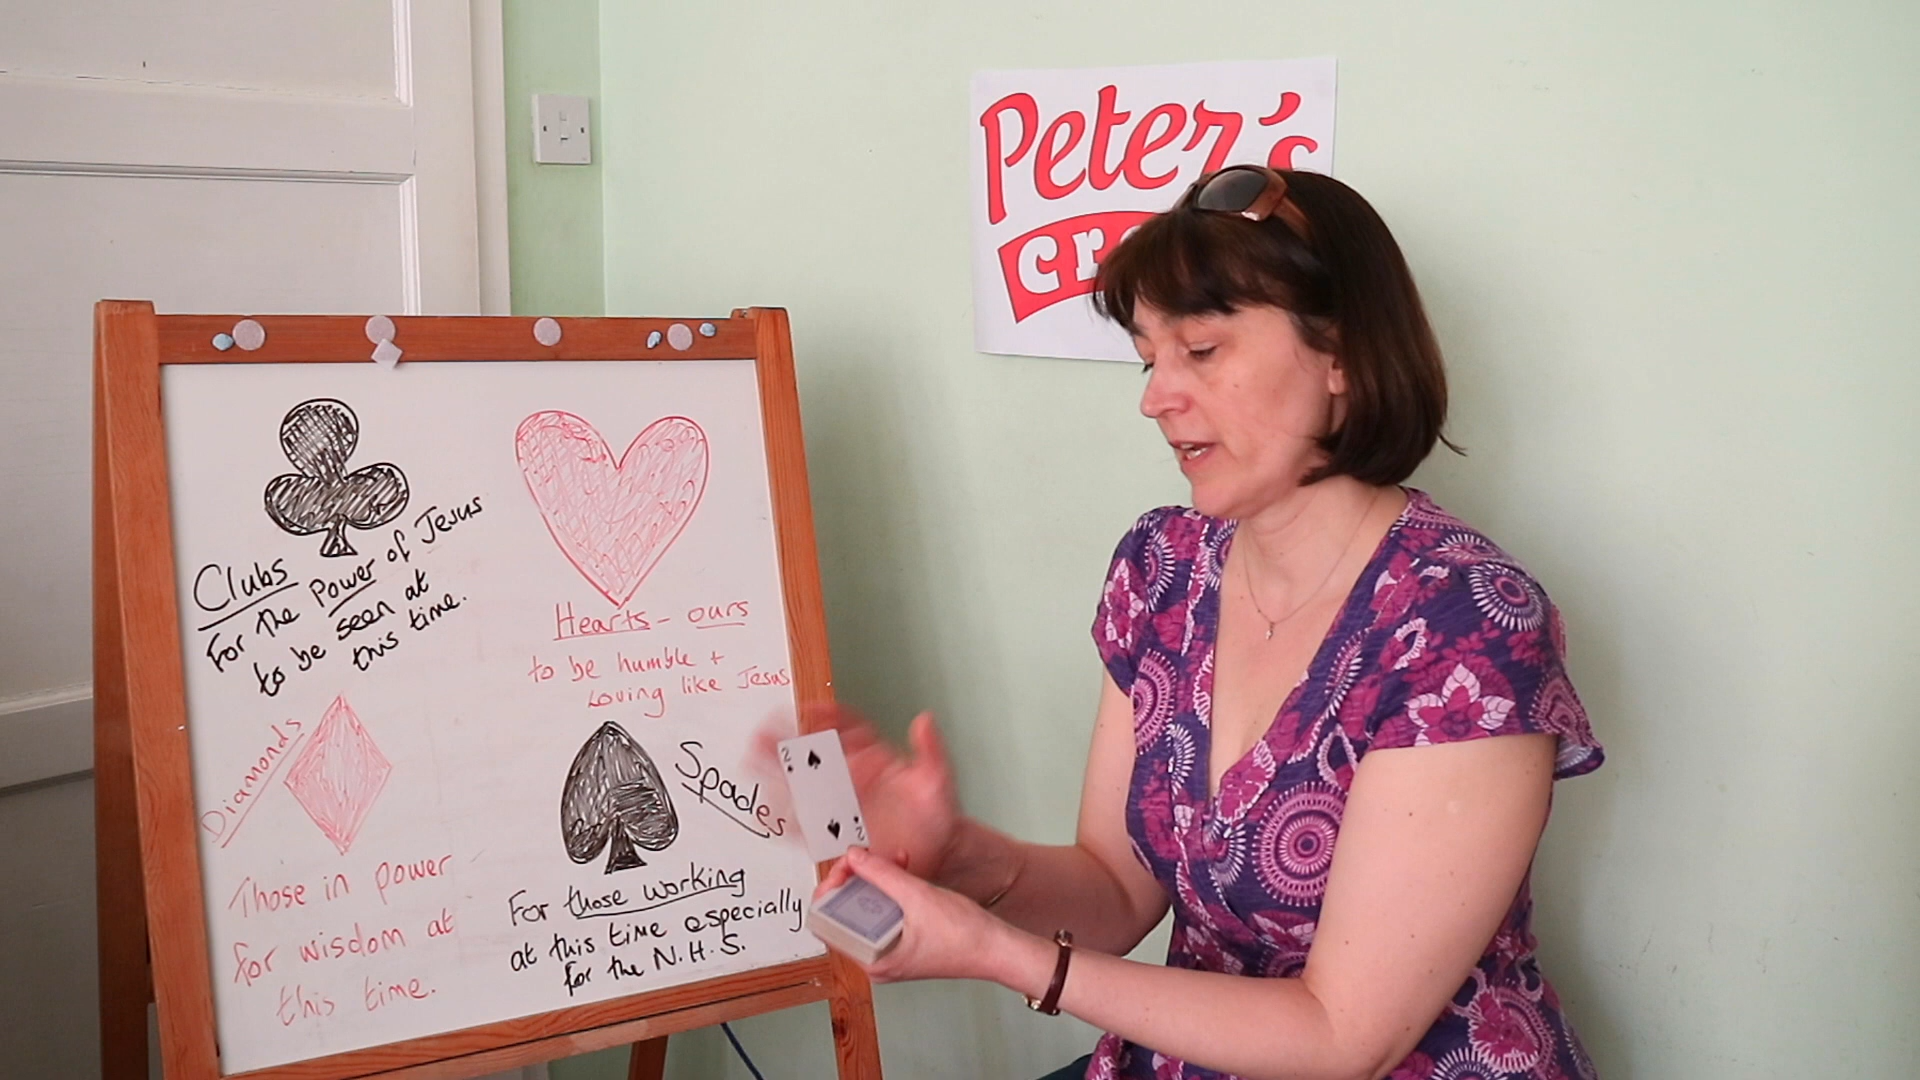 Peter's
Clubs
For the Power of Jesus
to be seen at
this time.
Hearts - ours
to be humble +
Loving like Jesus
Diamonds
Those in power
for wisdom at
this time.
Spades
For those working
at this time especially
for the N.H.S.
2
2